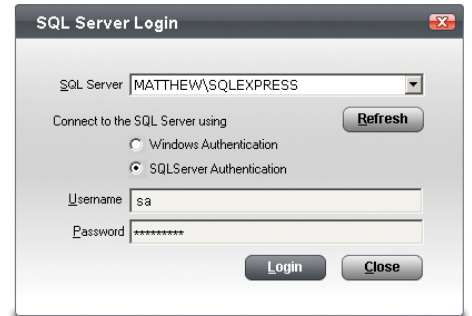 SQL Server Login
SQL Server MATTHEW\SQLEXPRESS
Connect to the SQL Server using
Refresh
Windows Authentication
SQLServer Authentication
Username sa
Password *********
Login Close